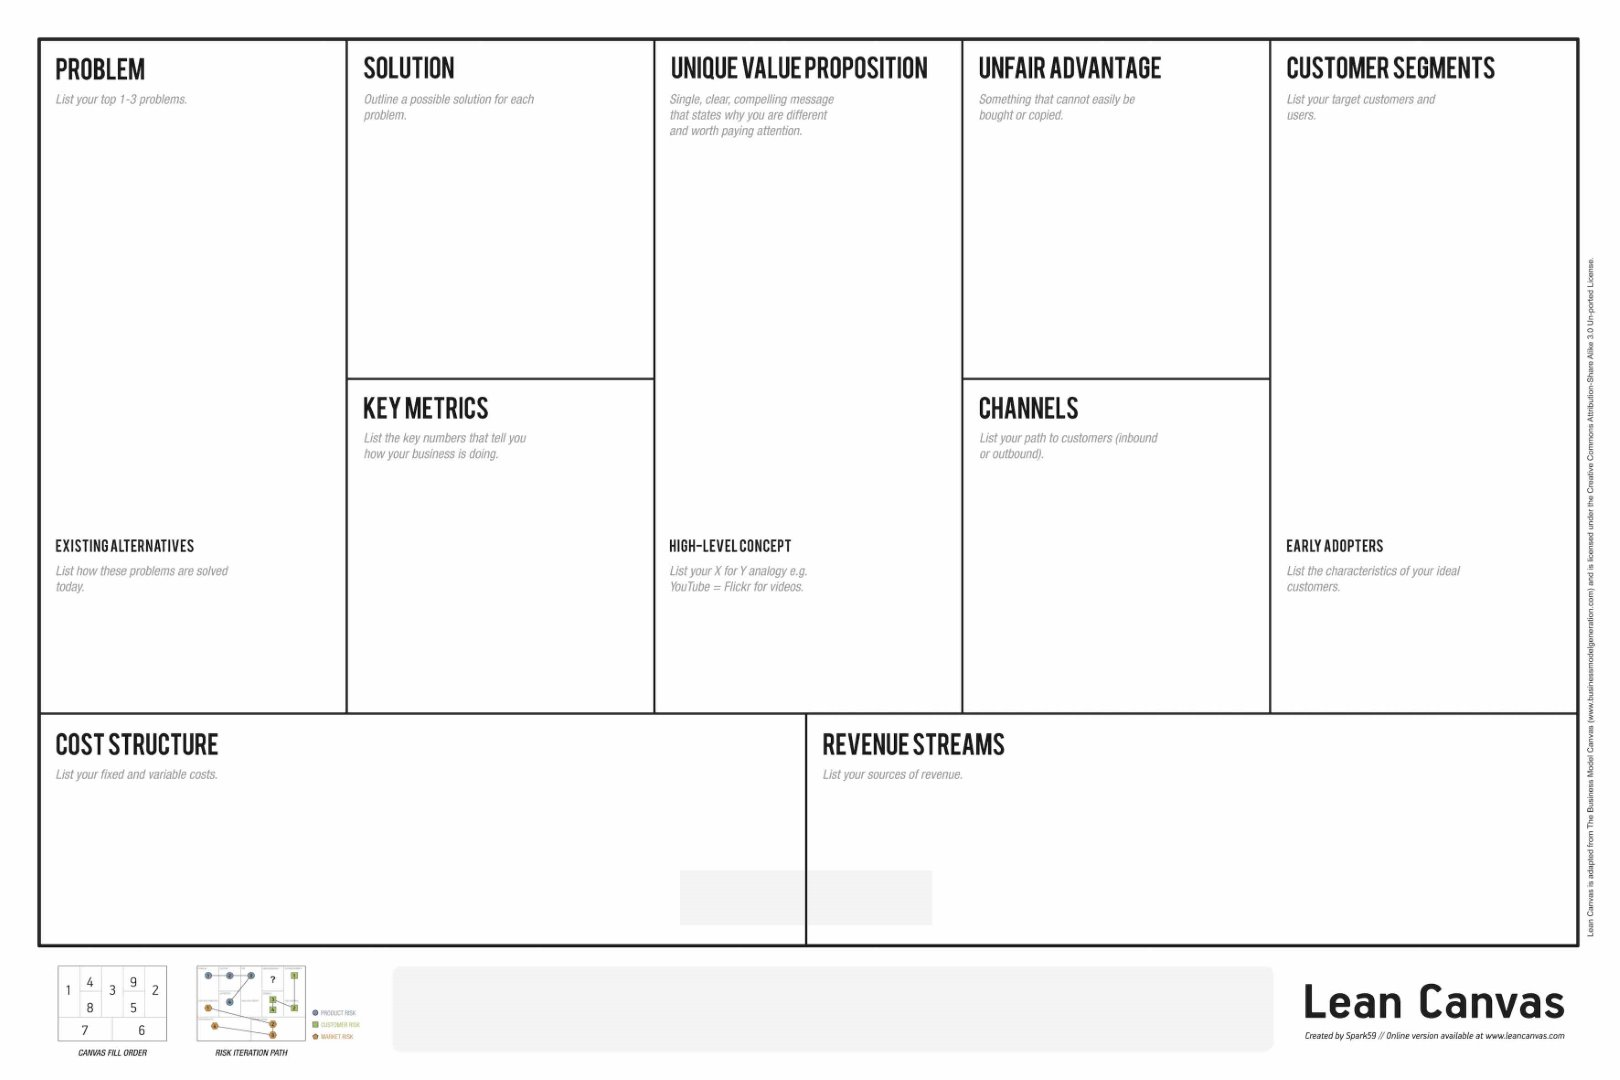 PROBLEM
List your top 1-3 problems.
EXISTING ALTERNATIVES
List how these problems are solved
today.
SOLUTION
Outline a possible solution for each
problem.
KEY METRICS
List the key numbers that tell you
how your business is doing.
UNIQUE VALUE PROPOSITION
Single, clear, compelling message
that states why you are different
and worth paying attention.
HIGH-LEVEL CONCEPT
List your X for Y analogy e.g.
YouTube = Flickr for videos.
UNFAIR ADVANTAGE
Something that cannot easily be
bought or copied.
CHANNELS
List your path to customers (inbound
or outbound).
CUSTOMER SEGMENTS
List your target customers and
users.
EARLY ADOPTERS
List the characteristics of your ideal
customers.
COST STRUCTURE
List your fixed and variable costs.
REVENUE STREAMS
List your sources of revenue.
Lean Canvas is adapted from The Business Model Canvas (www.businessmodelgeneration.com) and is licensed under the Creative Commons Attribution-Share Alike 3.0 Un-ported License.
1 4 3 9 2
8 5
7 6
CANVAS FILL ORDER
?
RISK ITERATION PATH
PRODUCT RISK
CUSTOMER RISK
MARKET RISK
Lean Canvas
Created by Spark59 // Online version available at www.leancanvas.com